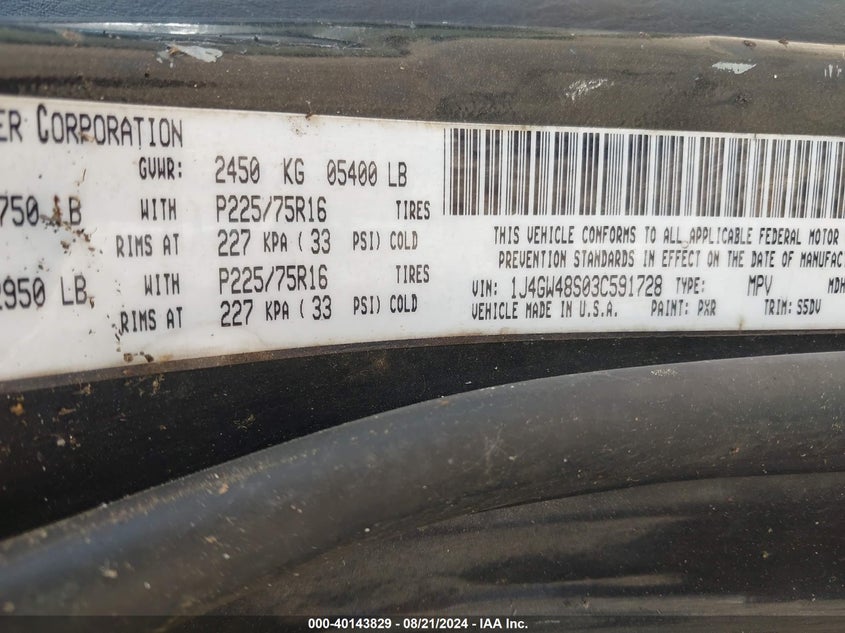 ER CORPORATION
GVWR: 2450 KG 05400 LB
750 LB WITH P225/75R16 TIRES
RIMS AT 227 KPA ( 33 PSI) COLD
2950 LB WITH P225/75R16 TIRES
RIMS AT 227 KPA ( 33 PSI) COLD
THIS VEHICLE CONFORMS TO ALL APPLICABLE FEDERAL MOTOR
PREVENTION STANDARDS IN EFFECT ON THE DATE OF MANUFAC
VIN: 1J4GW48S03C591728 TYPE: MPV MDH
VEHICLE MADE IN U.S.A. PAINT: PXR TRIM: S5DV
000-40143829 - 08/21/2024 - IAA Inc.